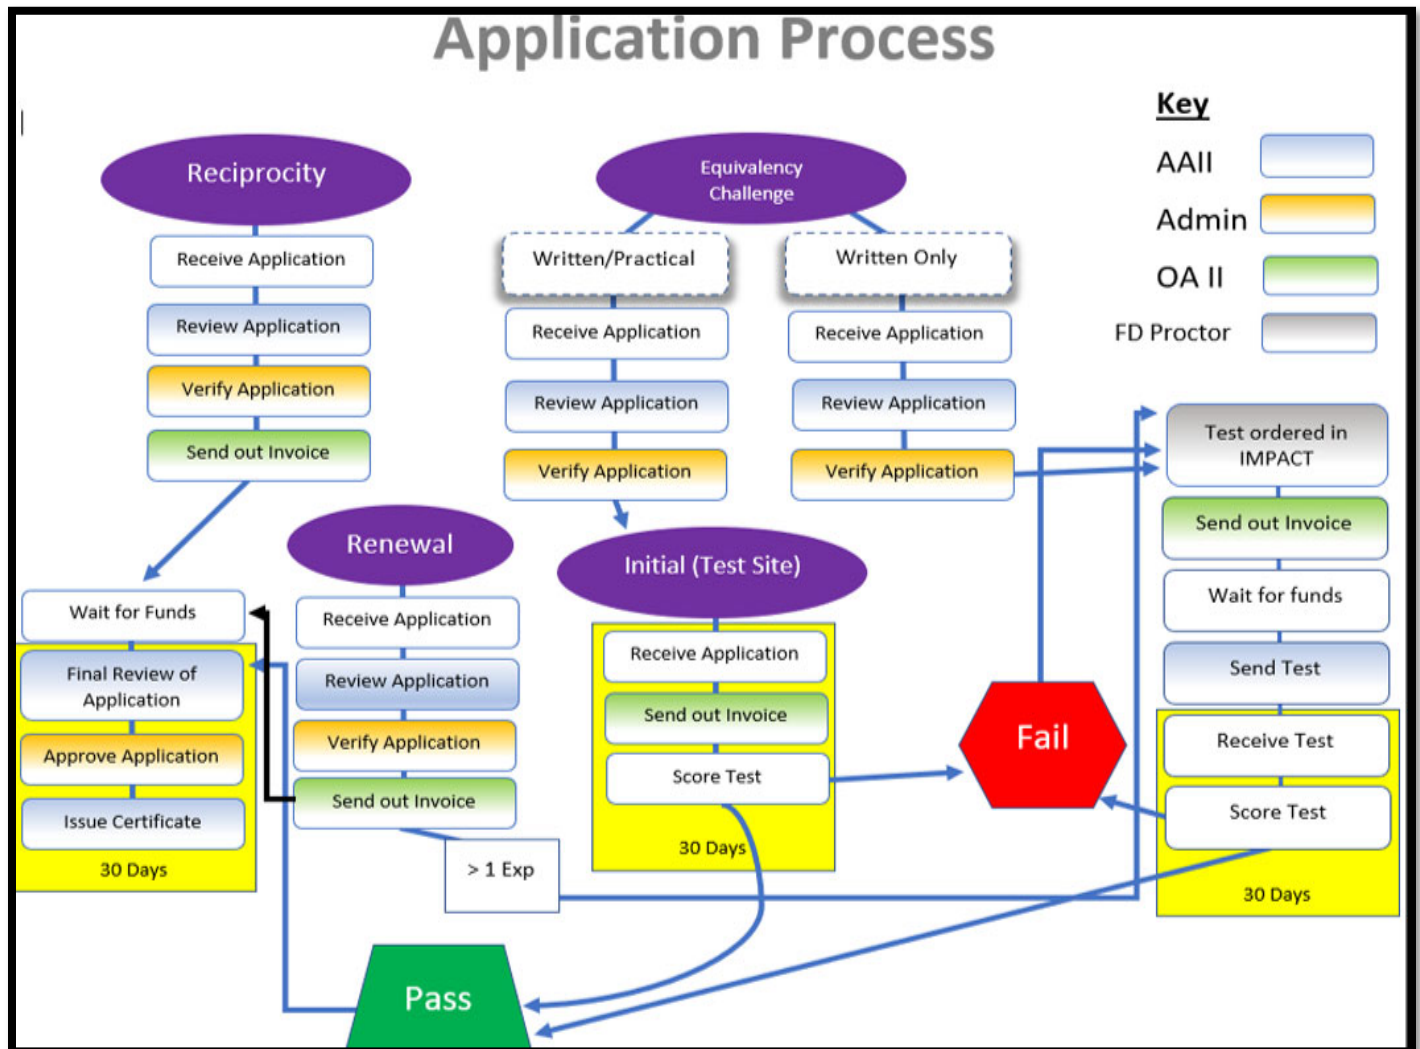 Application Process
Key
AAII
Admin
OA II
FD Proctor
Reciprocity
Receive Application
Review Application
Verify Application
Send out Invoice
Equivalency
Challenge
Written/Practical
Receive Application
Review Application
Verify Application
Written Only
Receive Application
Review Application
Verify Application
Test ordered in
IMPACT
Send out Invoice
Wait for funds
Send Test
Receive Test
Score Test
30 Days
Wait for Funds
Final Review of
Application
Approve Application
Issue Certificate
30 Days
Renewal
Receive Application
Review Application
Verify Application
Send out Invoice
> 1 Exp
Initial (Test Site)
Receive Application
Send out Invoice
Score Test
30 Days
Fail
Pass